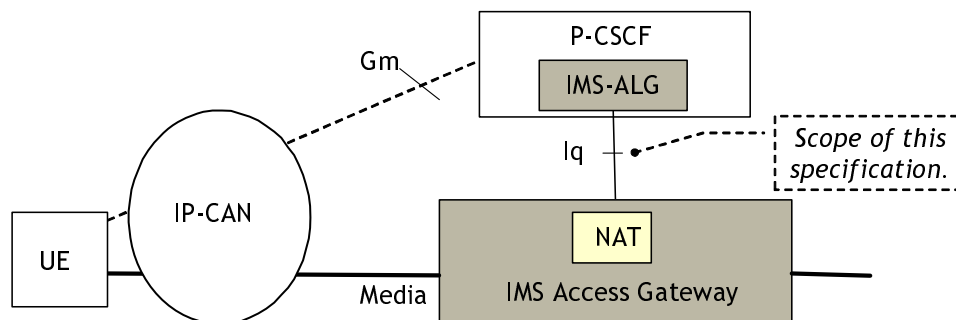 P-CSCF
Gm
IMS-ALG
Scope of this
specification.
Iq
IP-CAN
NAT
UE
Media
IMS Access Gateway